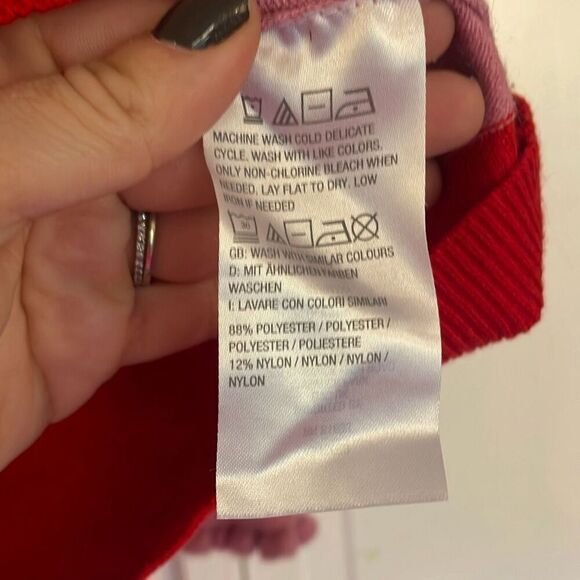 MACHINE WASH COLD DELICATE
CYCLE, WASH WITH LIKE COLORS,
ONLY NON-CHLORINE BLEACH WHEN
NEEDED, LAY FLAT TO DRY, LOW
IRON IF NEEDED
30
GB: WASH WITH SIMILAR COLOURS
D: MIT ÄHNLICHEN FARBEN
WASCHEN
I: LAVARE CON COLORI SIMILARI
88% POLYESTER / POLYESTER /
POLYESTER / POLIESTERE
12% NYLON / NYLON / NYLON /
NYLON